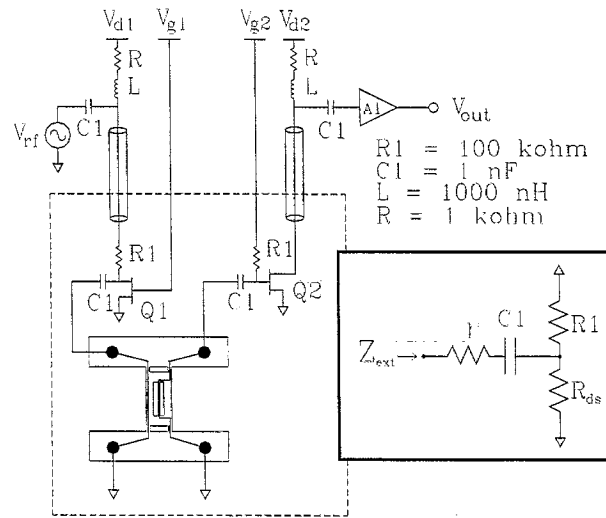 V_d1 V_g1 V_g2 V_d2
R R
L L
C1 C1 A1 V_out
V_rf
R1 = 100 kohm
C1 = 1 nF
L = 1000 nH
R = 1 kohm
R1 R1
C1 Q1 C1 Q2
C1 R1
Z_ext
R_ds